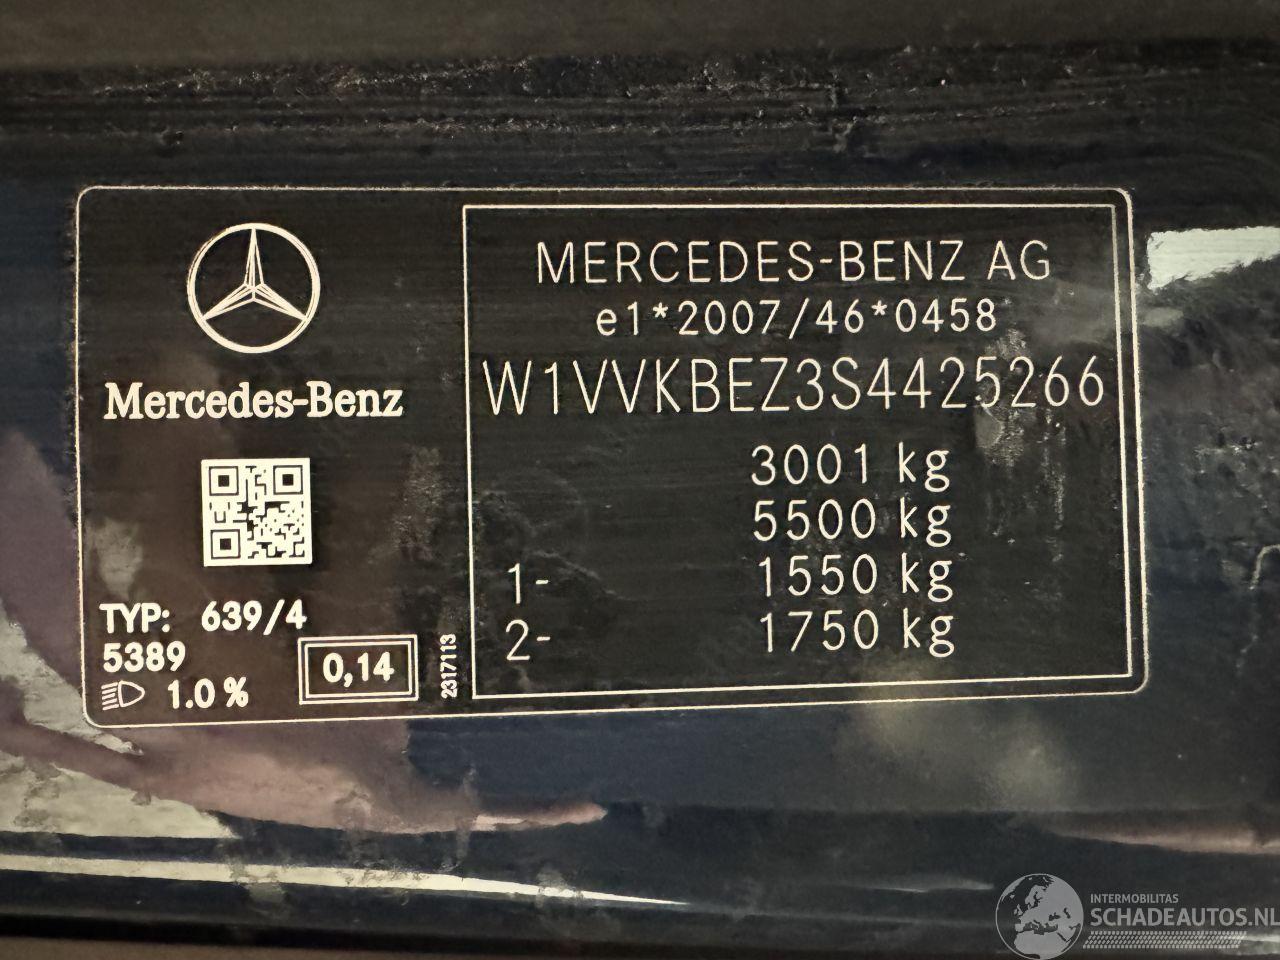 Mercedes-Benz
TYP: 639/4
5389
1.0 %
0,14
2317113
MERCEDES-BENZ AG
e1*2007/46*0458
W1VVKBEZ3S4425266
3001 kg
5500 kg
1- 1550 kg
2- 1750 kg
INTERMOBILITAS
SCHADEAUTOS.NL